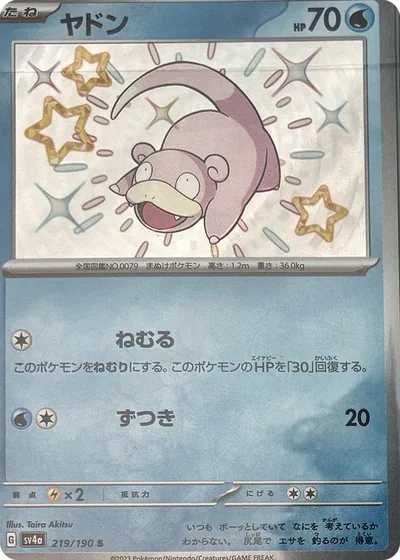 たね ヤドン HP70
全国図鑑NO.0079 まぬけポケモン 高さ:1.2m 重さ:36.0kg
ねむる
このポケモンをねむりにする。このポケモンのHPを「30」回復する。
ずつき 20
弱点 ×2 抵抗力 にげる
Illus. Taira Akitsu
いつも ボーッとしていて なにを 考えているか
G sv4a 219/190 S
わからない。 尻尾で エサを 釣るのが 得意。
©2023 Pokémon/Nintendo/Creatures/GAME FREAK.